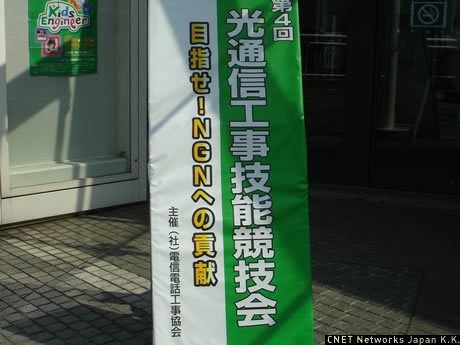 Kids
Engineer
第4回
光通信工事技能競技会
目指せ!NGNへの貢献
主催(社)電信電話工事協会
CNET Networks Japan K.K.